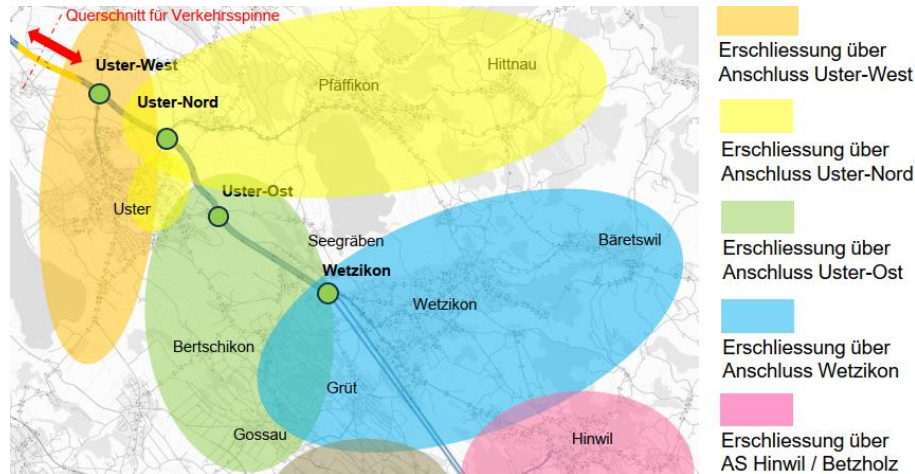 Querschnitt für Verkehrsspinne
Uster-West
Uster-Nord
Pfäffikon
Hittnau
Uster
Uster-Ost
Seegräben
Bäretswil
Wetzikon
Wetzikon
Bertschikon
Grüt
Gossau
Hinwil
Erschliessung über
Anschluss Uster-West
Erschliessung über
Anschluss Uster-Nord
Erschliessung über
Anschluss Uster-Ost
Erschliessung über
Anschluss Wetzikon
Erschliessung über
AS Hinwil / Betzholz